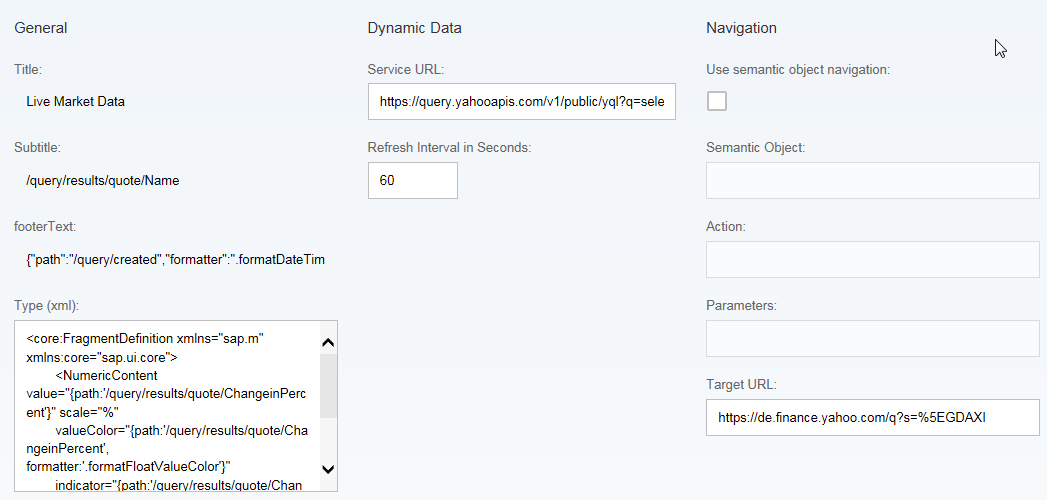 General
Title:
Live Market Data
Subtitle:
/query/results/quote/Name
footerText:
{"path":"/query/created","formatter":".formatDateTim
Type (xml):
<core:FragmentDefinition xmlns="sap.m"
xmlns:core="sap.ui.core">
<NumericContent
value="{path:'/query/results/quote/ChangeinPerc
ent'}" scale="%"
valueColor="{path:'/query/results/quote/Cha
ngeinPercent',
formatter:'.formatFloatValueColor'}"
indicator="{path:'/query/results/quote/Chan
Dynamic Data
Service URL:
https://query.yahooapis.com/v1/public/yql?q=sele
Refresh Interval in Seconds:
60
Navigation
Use semantic object navigation:
Semantic Object:
Action:
Parameters:
Target URL:
https://de.finance.yahoo.com/q?s=%5EGDAXI